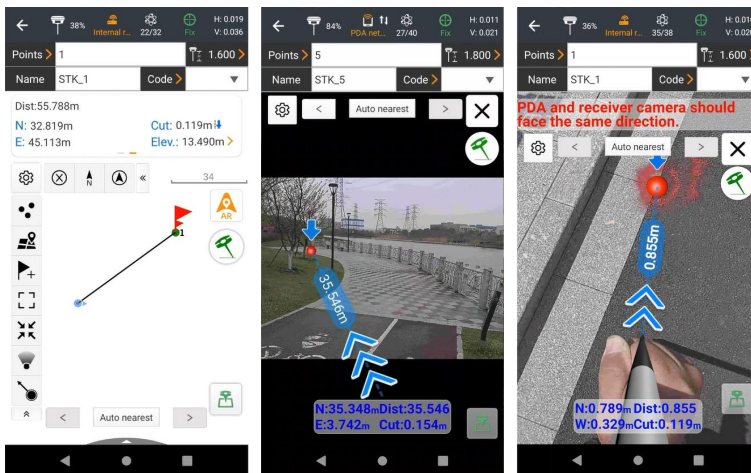 38%
Internal r...
22/32
Fix
H: 0.019
V: 0.036
Points
1
1.600
Name
STK_1
Code
Dist:55.788m
N: 32.819m
Cut: 0.119m
E: 45.113m
Elev.: 13.490m
N
34
AR
1
Auto nearest
84%
PDA net...
27/40
Fix
H: 0.011
V: 0.021
Points
5
1.800
Name
STK_5
Code
Auto nearest
35.546m
N:35.348m Dist:35.546
E:3.742m Cut:0.154m
36%
Internal r...
35/38
Fix
Points
1
1.600
Name
STK_1
Code
PDA and receiver camera should
face the same direction.
Auto nearest
0.855m
N:0.789m Dist:0.855
W:0.329m Cut:0.119m